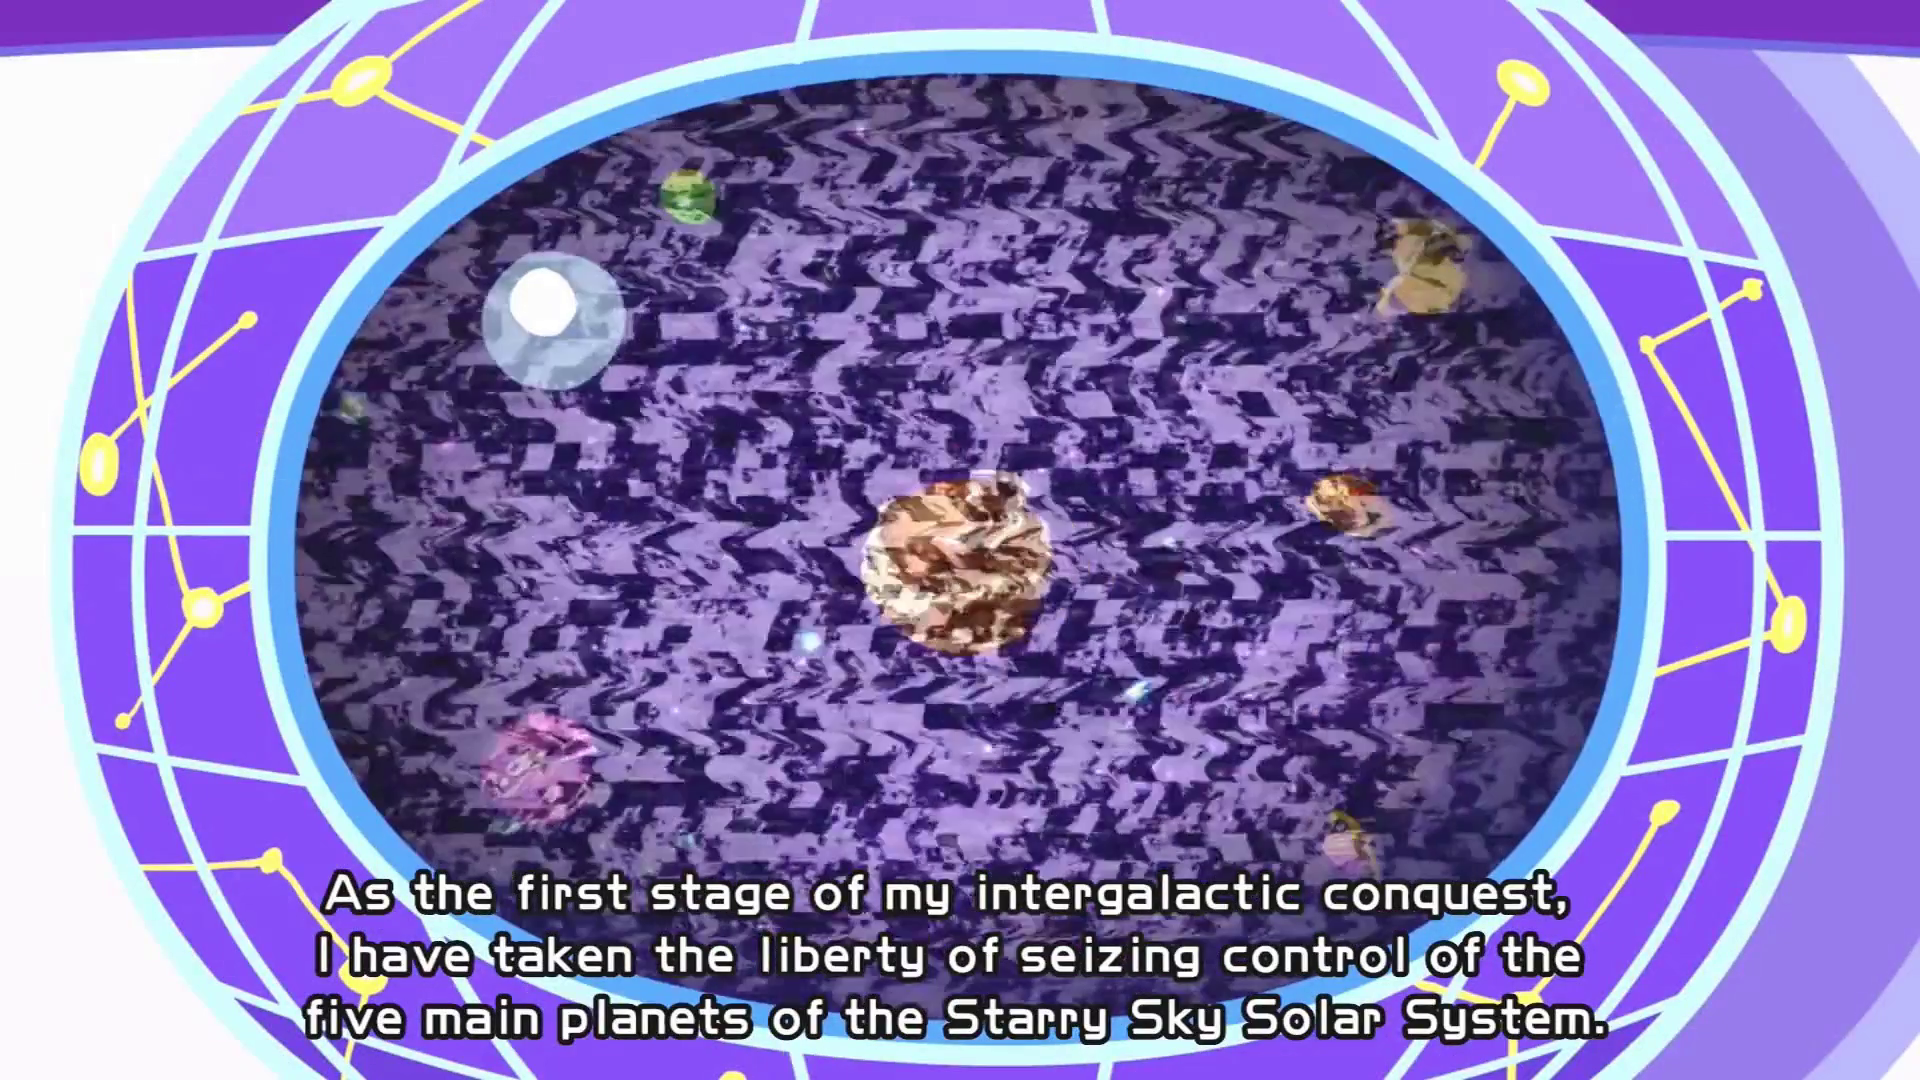 As the first stage of my intergalactic conquest,
I have taken the liberty of seizing control of the
five main planets of the Starry Sky Solar System.